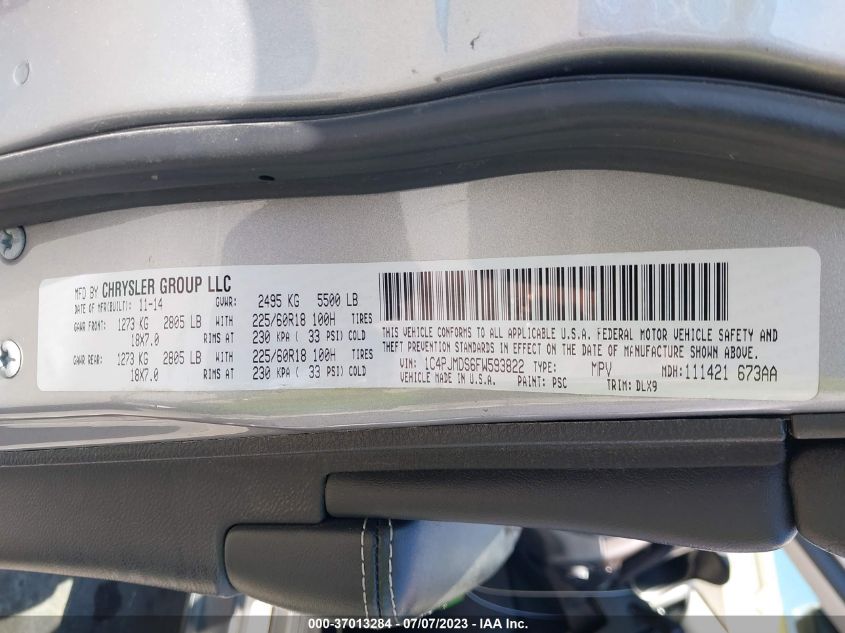 MFD BY CHRYSLER GROUP LLC
DATE OF MFR(BUILT): 11-14 GVWR: 2495 KG 5500 LB
GAWR FRONT: 1273 KG 2805 LB WITH 225/60R18 100H TIRES
18X7.0 RIMS AT 230 KPA ( 33 PSI) COLD
GAWR REAR: 1273 KG 2805 LB WITH 225/60R18 100H TIRES
18X7.0 RIMS AT 230 KPA ( 33 PSI) COLD
THIS VEHICLE CONFORMS TO ALL APPLICABLE U.S.A. FEDERAL MOTOR VEHICLE SAFETY AND
THEFT PREVENTION STANDARDS IN EFFECT ON THE DATE OF MANUFACTURE SHOWN ABOVE.
VIN: 1C4PJMDS6FW593822 TYPE: MPV MDH: 111421 673AA
VEHICLE MADE IN U.S.A. PAINT: PSC TRIM: DLX9
000-37013284 - 07/07/2023 - IAA Inc.